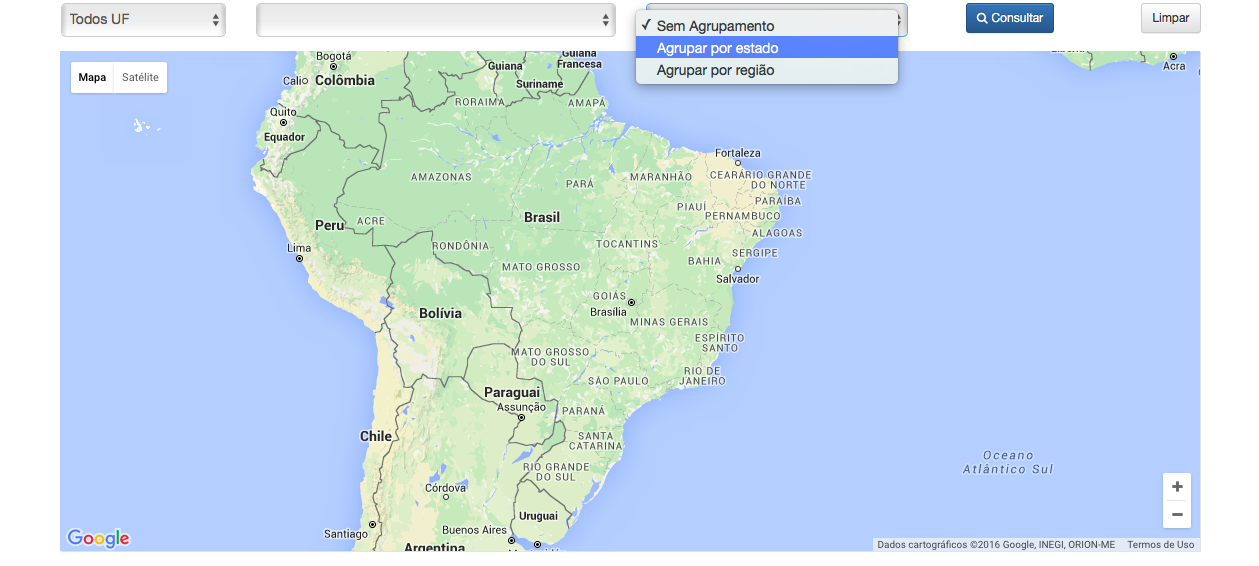 Todos UF
Sem Agrupamento
Agrupar por estado
Agrupar por região
Consultar
Limpar
Mapa
Satélite
Bogotá
Calio
Colômbia
Guiana
Guiana
Francesa
Suriname
RORAIMA
AMAPÁ
Acra
Quito
Equador
Fortaleza
AMAZONAS
PARÁ
MARANHÃO
CEARÁ
RIO GRANDE
DO NORTE
PARAÍBA
PIAUÍ
PERNAMBUCO
Peru
ACRE
Brasil
ALAGOAS
Lima
RONDÔNIA
TOCANTINS
SERGIPE
BAHIA
MATO GROSSO
Salvador
GOIÁS
Brasília
Bolívia
MINAS GERAIS
ESPÍRITO
SANTO
MATO GROSSO
DO SUL
RIO DE
JANEIRO
SÃO PAULO
Paraguai
Assunção
PARANÁ
Chile
SANTA
CATARINA
Oceano
Atlântico Sul
RIO GRANDE
DO SUL
Córdova
Uruguai
Santiago
Buenos Aires
Argentina
+
−
Google
Dados cartográficos ©2016 Google, INEGI, ORION-ME
Termos de Uso